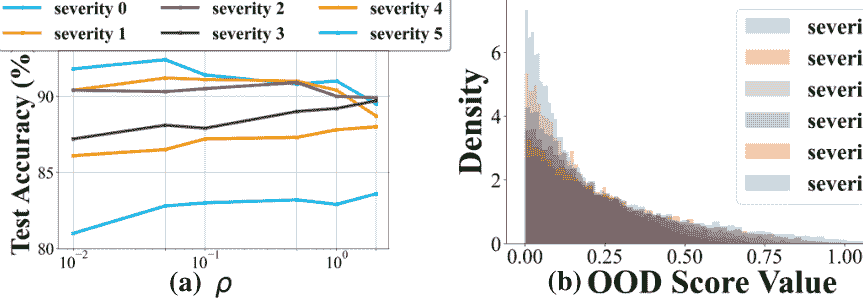 severity 0 severity 2 severity 4
severity 1 severity 3 severity 5
Test Accuracy (%
90
85
80
10⁻² 10⁻¹ 10⁰
(a) ρ
Density
6
4
2
0
0.00 0.25 0.50 0.75 1.00
(b) OOD Score Value
severi
severi
severi
severi
severi
severi